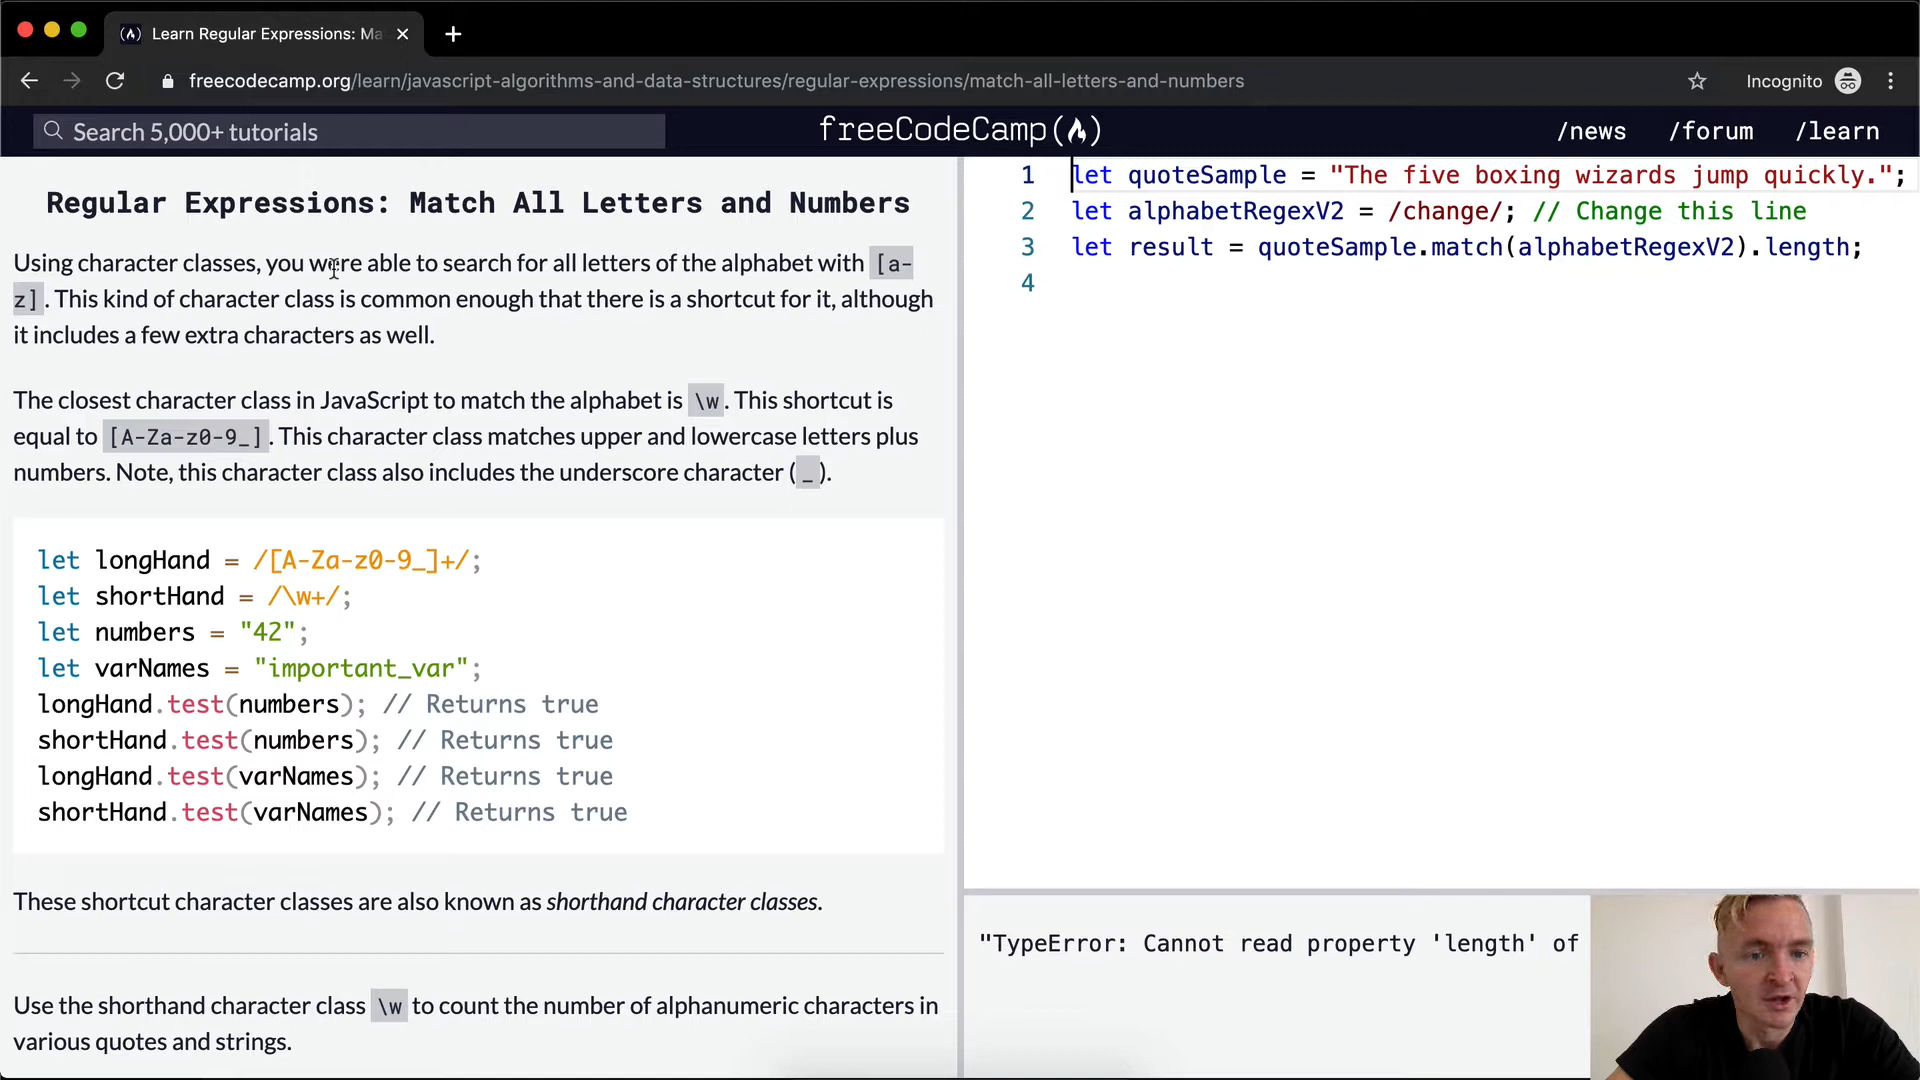 Learn Regular Expressions: Ma
freecodecamp.org/learn/javascript-algorithms-and-data-structures/regular-expressions/match-all-letters-and-numbers
Incognito
Search 5,000+ tutorials
freeCodeCamp
/news /forum /learn
Regular Expressions: Match All Letters and Numbers
Using character classes, you were able to search for all letters of the alphabet with [a-
z]. This kind of character class is common enough that there is a shortcut for it, although
it includes a few extra characters as well.
The closest character class in JavaScript to match the alphabet is \w. This shortcut is
equal to [A-Za-z0-9_]. This character class matches upper and lowercase letters plus
numbers. Note, this character class also includes the underscore character (_).
let longHand = /[A-Za-z0-9_]+/;
let shortHand = /\w+/;
let numbers = "42";
let varNames = "important_var";
longHand.test(numbers); // Returns true
shortHand.test(numbers); // Returns true
longHand.test(varNames); // Returns true
shortHand.test(varNames); // Returns true
These shortcut character classes are also known as shorthand character classes.
Use the shorthand character class \w to count the number of alphanumeric characters in
various quotes and strings.
1 let quoteSample = "The five boxing wizards jump quickly.";
2 let alphabetRegexV2 = /change/; // Change this line
3 let result = quoteSample.match(alphabetRegexV2).length;
4
"TypeError: Cannot read property 'length' of